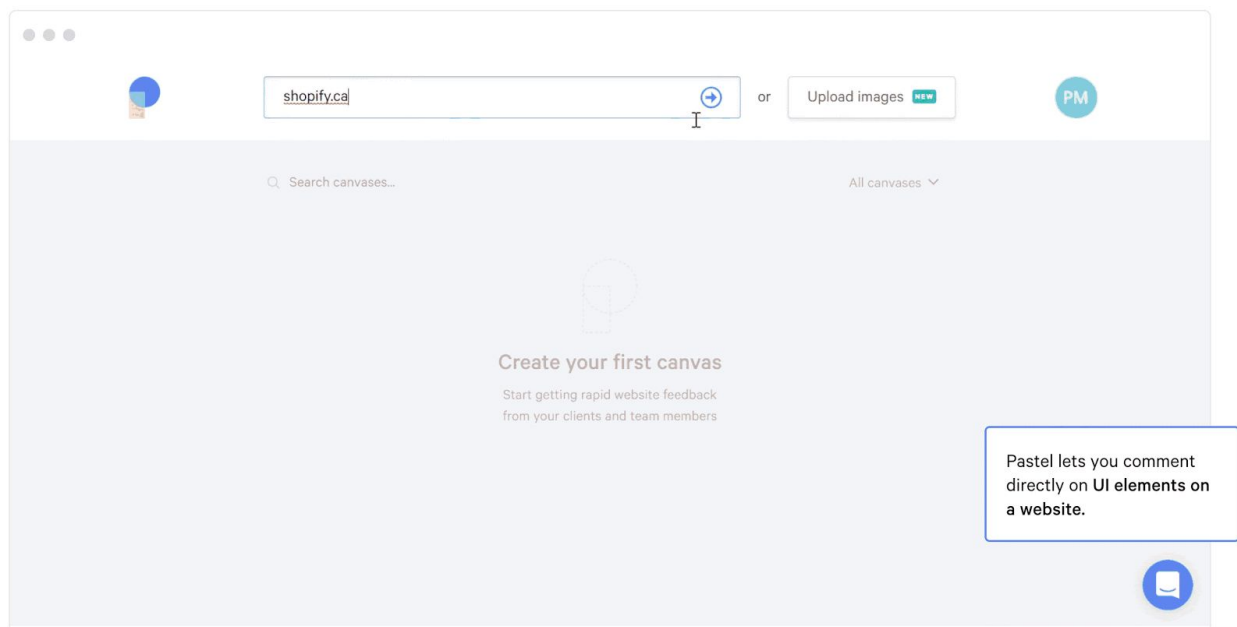 shopify.ca
or
Upload images NEW
PM
Search canvases...
All canvases
Create your first canvas
Start getting rapid website feedback
from your clients and team members
Pastel lets you comment
directly on UI elements on
a website.